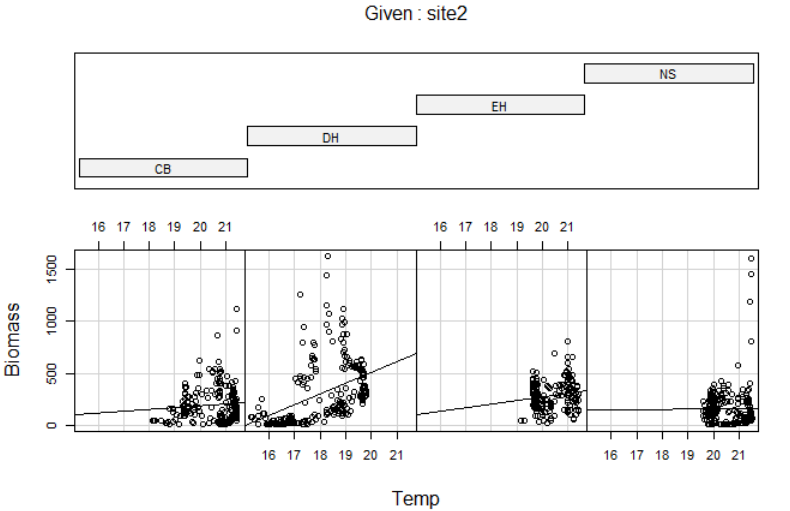 Given : site2
NS
EH
DH
CB
16 17 18 19 20 21 16 17 18 19 20 21
Biomass
1500
1000
500
0
16 17 18 19 20 21 16 17 18 19 20 21
Temp